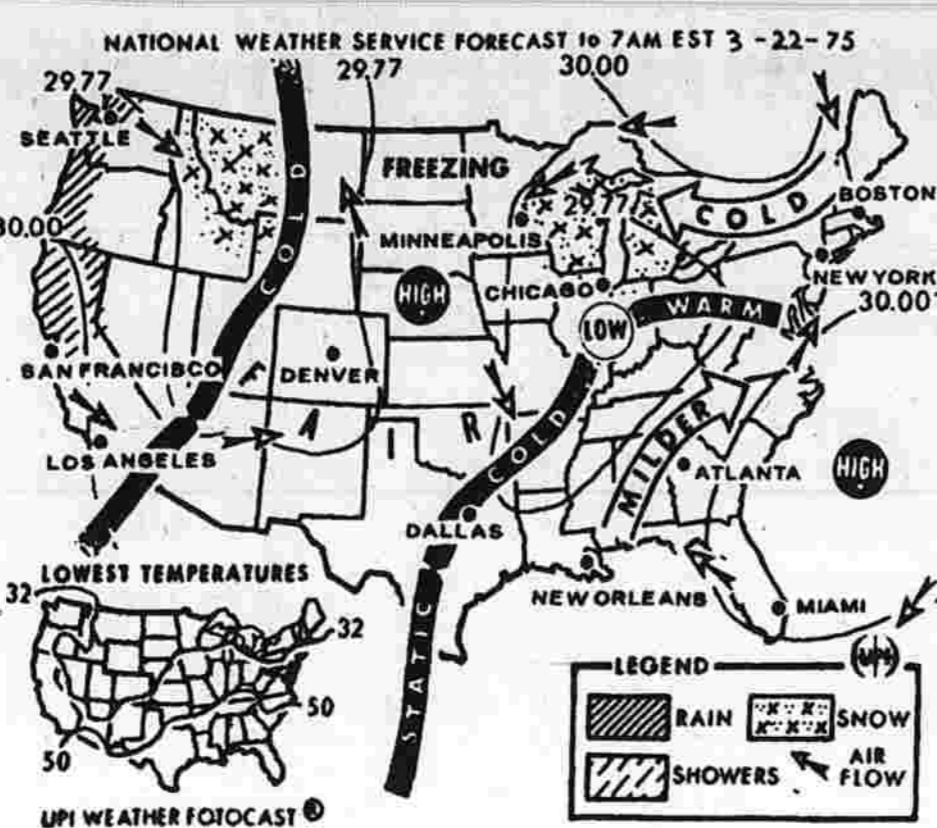 NATIONAL WEATHER SERVICE FORECAST to 7AM EST 3-22-75
29.77
29.77
30.00
SEATTLE
COLD
FREEZING
29.77
COLD
BOSTON
30.00
MINNEAPOLIS
NEW YORK
HIGH
CHICAGO
30.00
LOW
WARM
SAN FRANCISCO
FAIR
DENVER
MILDER
LOS ANGELES
COLD
ATLANTA
HIGH
DALLAS
LOWEST TEMPERATURES
NEW ORLEANS
MIAMI
32
32
STATIC
50
50
UPI
LEGEND
RAIN
SNOW
SHOWERS
AIR FLOW
UPI WEATHER FOTOCAST ®